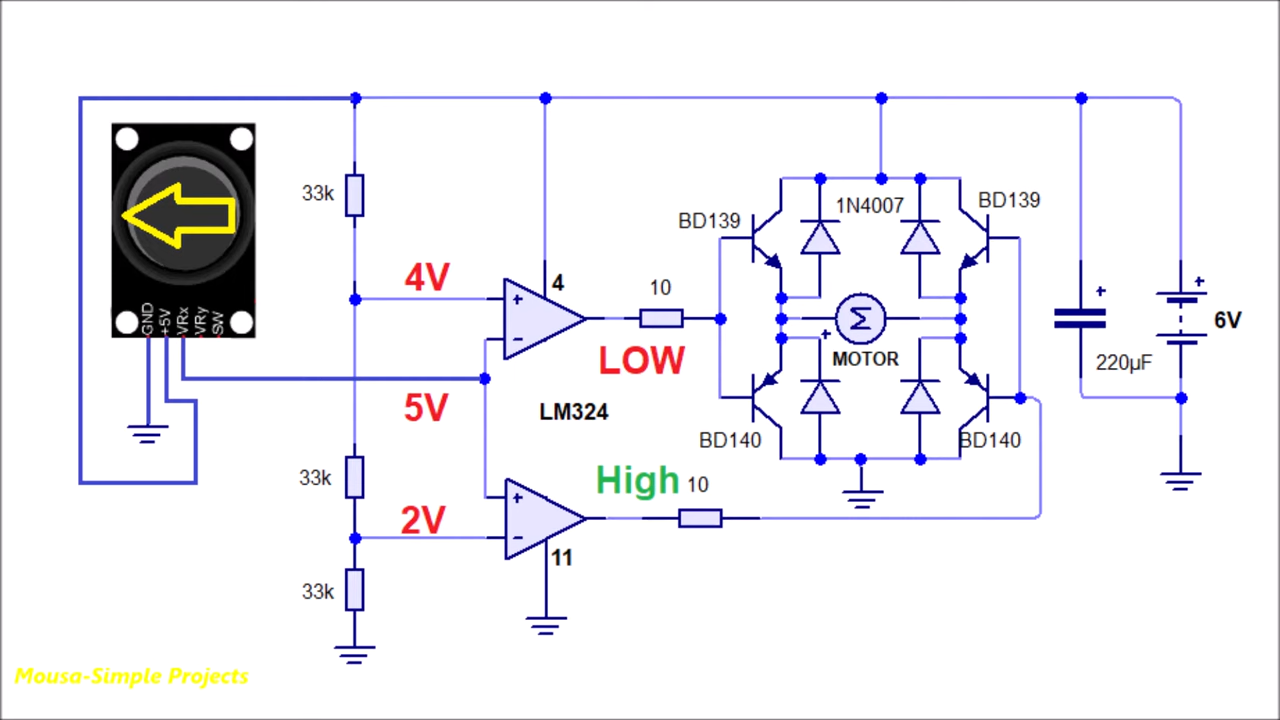 33k
BD139
1N4007
BD139
4V
4
10
GND
+5V
VRx
VRy
SW
+
−
LOW
+
MOTOR
+
+
6V
220µF
5V
LM324
BD140
BD140
33k
High
10
2V
+
−
11
33k
Mousa-Simple Projects